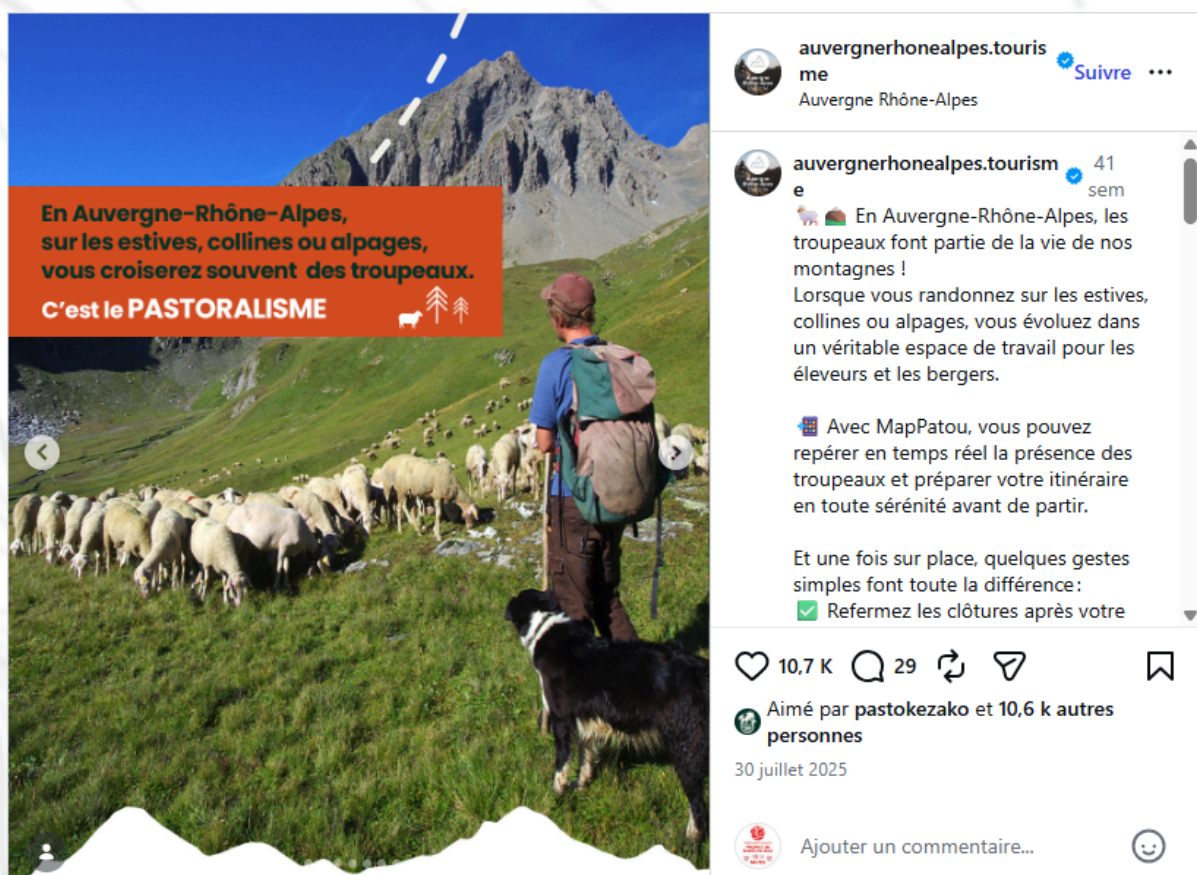 En Auvergne-Rhône-Alpes,
sur les estives, collines ou alpages,
vous croiserez souvent des troupeaux.
C'est le PASTORALISME
auvergnerhonealpes.touris
me
Suivre
Auvergne Rhône-Alpes
auvergnerhonealpes.tourism
e
41
sem
🐑 ⛰️ En Auvergne-Rhône-Alpes, les
troupeaux font partie de la vie de nos
montagnes !
Lorsque vous randonnez sur les estives,
collines ou alpages, vous évoluez dans
un véritable espace de travail pour les
éleveurs et les bergers.
📲 Avec MapPatou, vous pouvez
repérer en temps réel la présence des
troupeaux et préparer votre itinéraire
en toute sérénité avant de partir.
Et une fois sur place, quelques gestes
simples font toute la différence :
✅ Refermez les clôtures après votre
10,7 K
29
Aimé par pastokezako et 10,6 k autres
personnes
30 juillet 2025
Ajouter un commentaire...